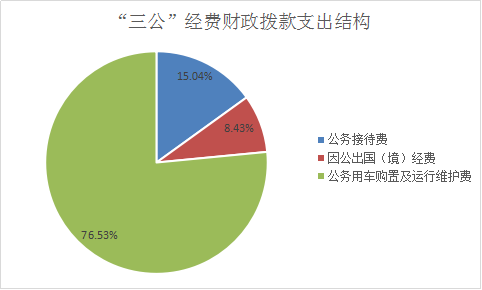 “三公”经费财政拨款支出结构
15.04%
8.43%
76.53%
公务接待费
因公出国（境）经费
公务用车购置及运行维护费